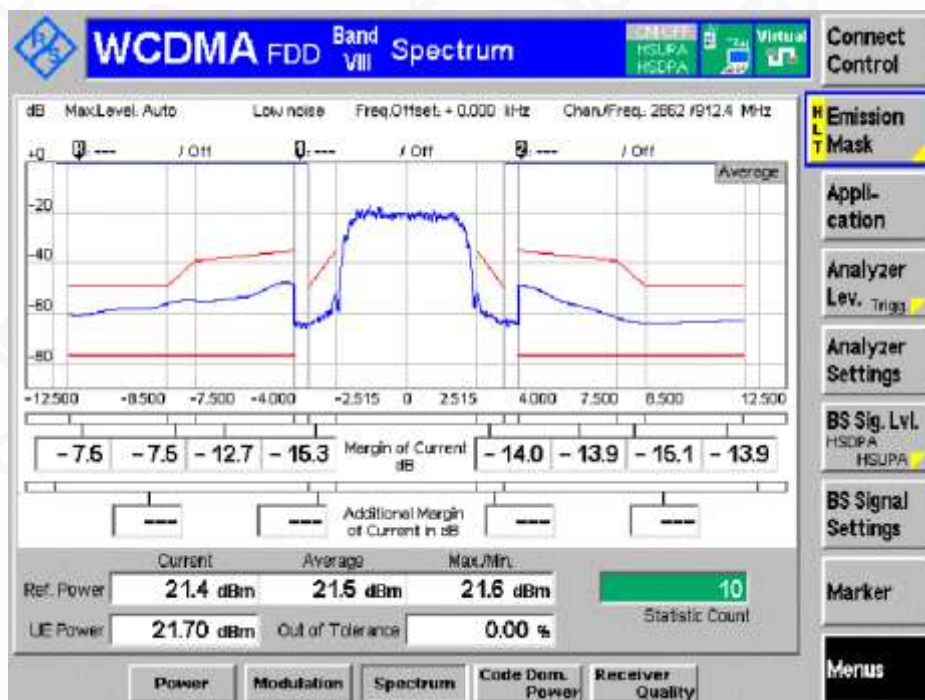 WCDMA FDD Band VIII Spectrum
HSUPA
HSDPA
Virtual
Connect Control
dB Max.Level: Auto Low noise Freq.Offset: + 0.000 kHz Chan./Freq.: 2862 /912.4 MHz
HLT
Emission Mask
+0
--- / Off
--- / Off
2: --- / Off
Average
-20
-40
-60
-80
Appli-
cation
Analyzer Lev. Trigg.
Analyzer Settings
-12.500 -8.500 -7.500 -4.000 -2.515 0 2.515 4.000 7.500 8.500 12.500
BS Sig. Lvl.
HSDPA
HSUPA
-7.6 -7.5 -12.7 -15.3 Margin of Current dB -14.0 -13.9 -15.1 -13.9
--- --- Additional Margin of Current in dB --- ---
BS Signal Settings
Current Average Max./Min.
Ref. Power 21.4 dBm 21.5 dBm 21.6 dBm 10
Statistic Count
UE Power 21.70 dBm Out of Tolerance 0.00 %
Marker
Menus
Power Modulation Spectrum Code Dom. Power Receiver Quality